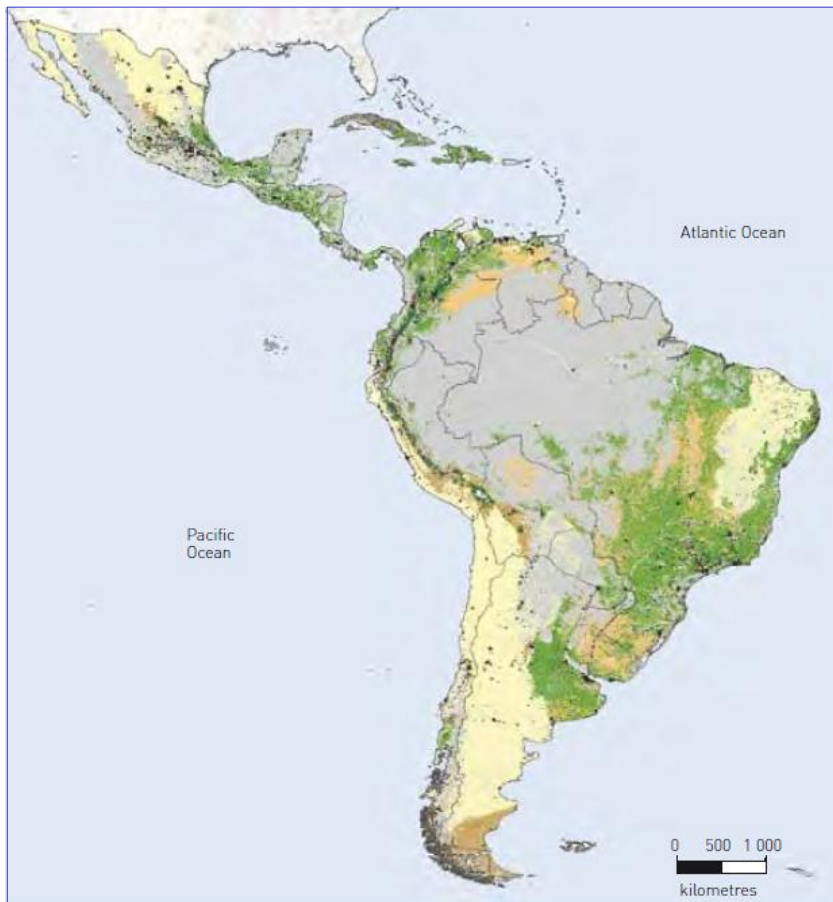 Atlantic Ocean
Pacific
Ocean
0 500 1 000
kilometres